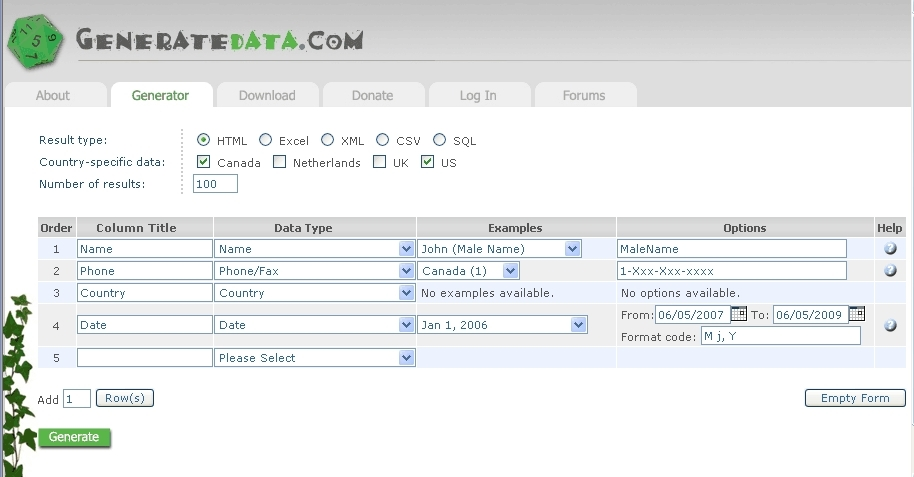 11 5 9 7
GENERATEDATA.COM
About Generator Download Donate Log In Forums
Result type: HTML Excel XML CSV SQL
Country-specific data: Canada Netherlands UK US
Number of results: 100
Order Column Title Data Type Examples Options Help
1 Name Name John (Male Name) MaleName ?
2 Phone Phone/Fax Canada (1) 1-Xxx-Xxx-xxxx ?
3 Country Country No examples available. No options available.
4 Date Date Jan 1, 2006 From: 06/05/2007 To: 06/05/2009 ?
Format code: M j, Y
5 Please Select
Add 1 Row(s) Empty Form
Generate